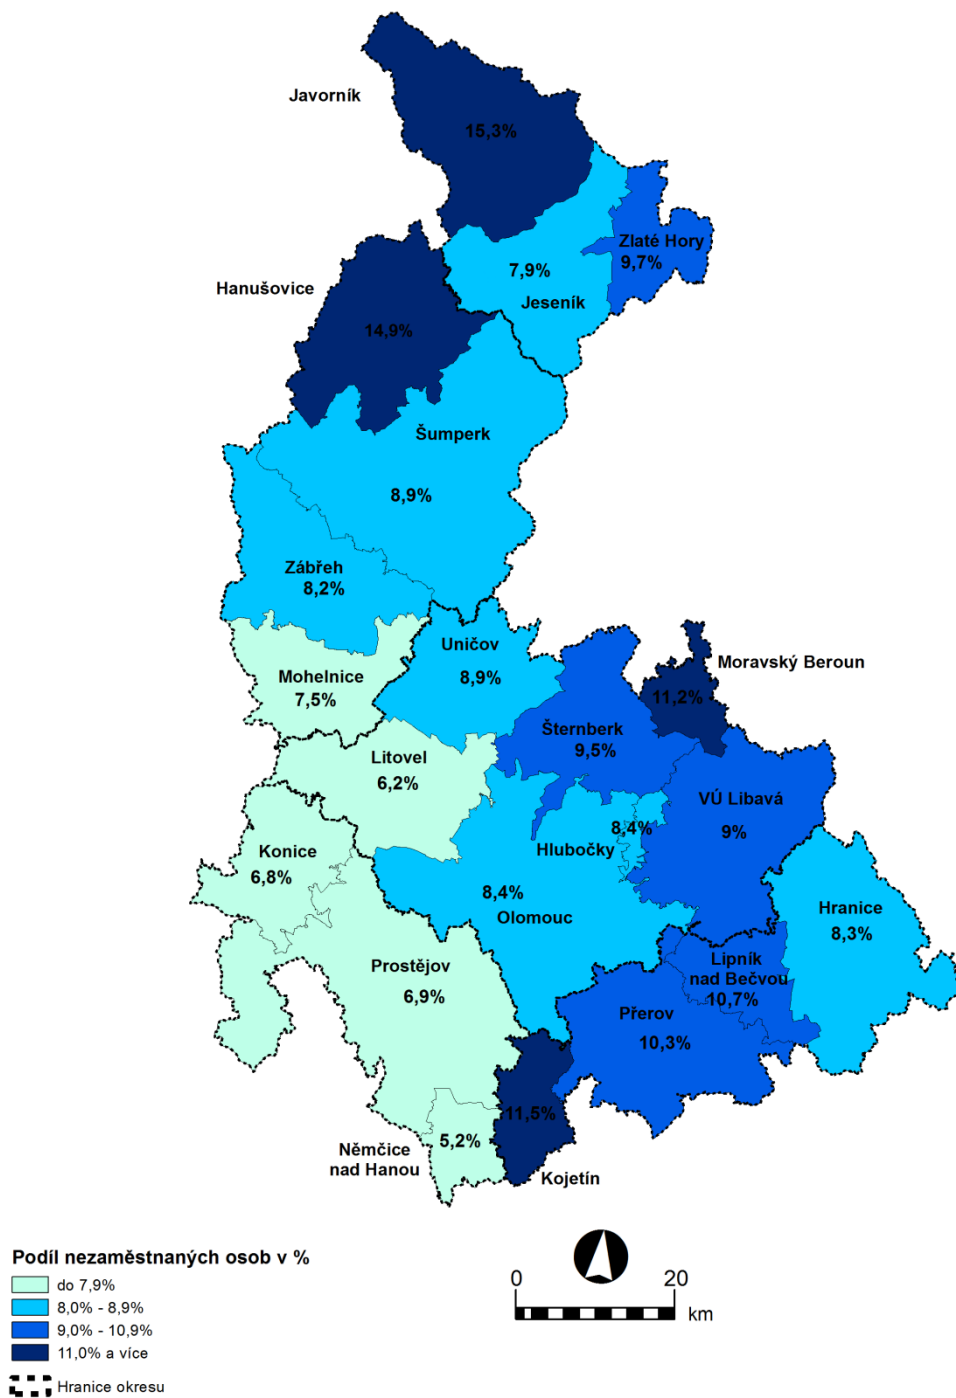 Javorník
15,3%
Zlaté Hory
9,7%
7,9%
Jeseník
Hanušovice
14,9%
Šumperk
8,9%
Zábřeh
8,2%
Uničov
8,9%
Mohelnice
7,5%
Moravský Beroun
11,2%
Šternberk
9,5%
Litovel
6,2%
VÚ Libavá
9%
8,4%
Hlubočky
Konice
6,8%
8,4%
Olomouc
Hranice
8,3%
Prostějov
6,9%
Lipník
nad Bečvou
10,7%
Přerov
10,3%
11,5%
Kojetín
5,2%
Němčice
nad Hanou
Podíl nezaměstnaných osob v %
do 7,9%
8,0% - 8,9%
9,0% - 10,9%
11,0% a více
Hranice okresu
0 20
km